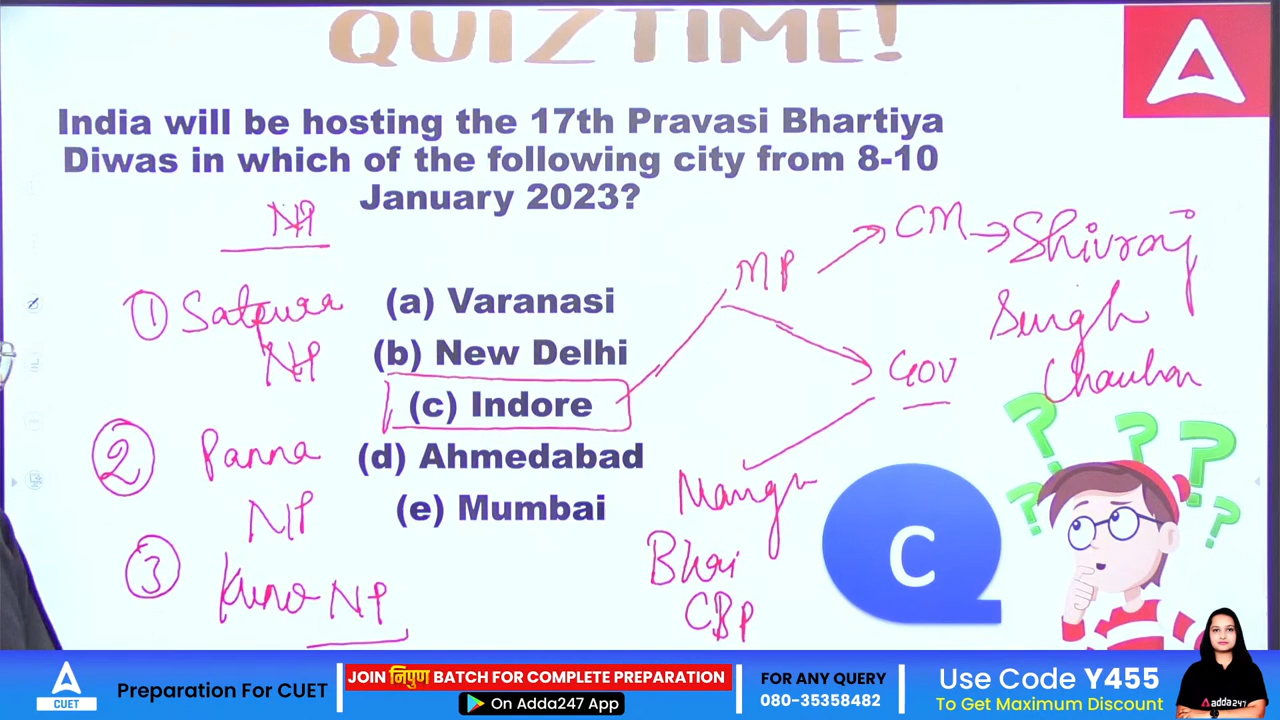 QUIZTIME!
India will be hosting the 17th Pravasi Bhartiya
Diwas in which of the following city from 8-10
January 2023?
NP
① Satpura
NP
② Panna
NP
③ Kuno NP
(a) Varanasi
(b) New Delhi
(c) Indore
(d) Ahmedabad
(e) Mumbai
MP
CM → Shivraj
Singh
Chauhan
GOV
Mangu
Bhai
CBP
C
? ? ? ? ?
CUET
Preparation For CUET
JOIN निपुण BATCH FOR COMPLETE PREPARATION
On Adda247 App
FOR ANY QUERY
080-35358482
Use Code Y455
To Get Maximum Discount
adda247